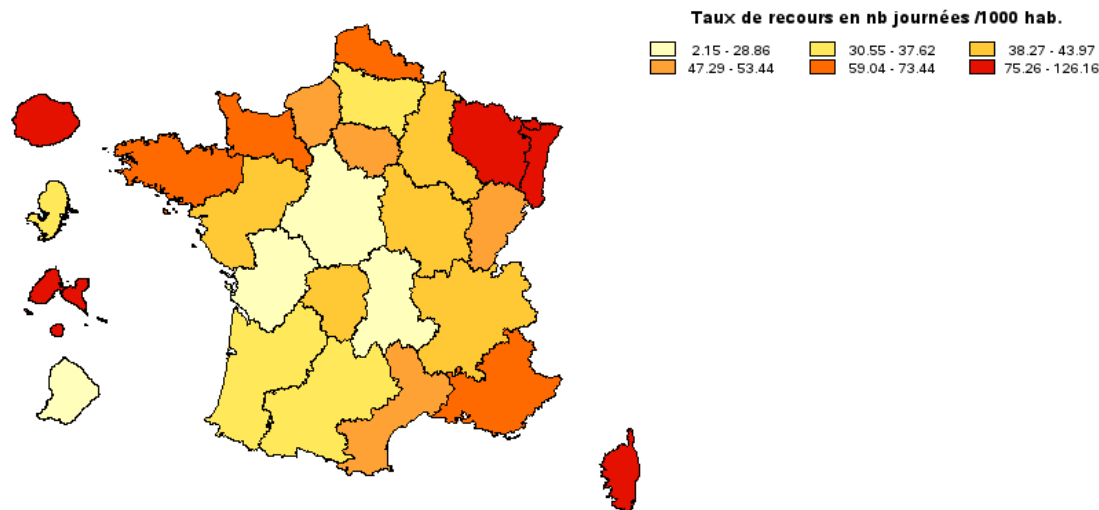 Taux de recours en nb journées /1000 hab.
2.15 - 28.86 30.55 - 37.62 38.27 - 43.97
47.29 - 53.44 59.04 - 73.44 75.26 - 126.16